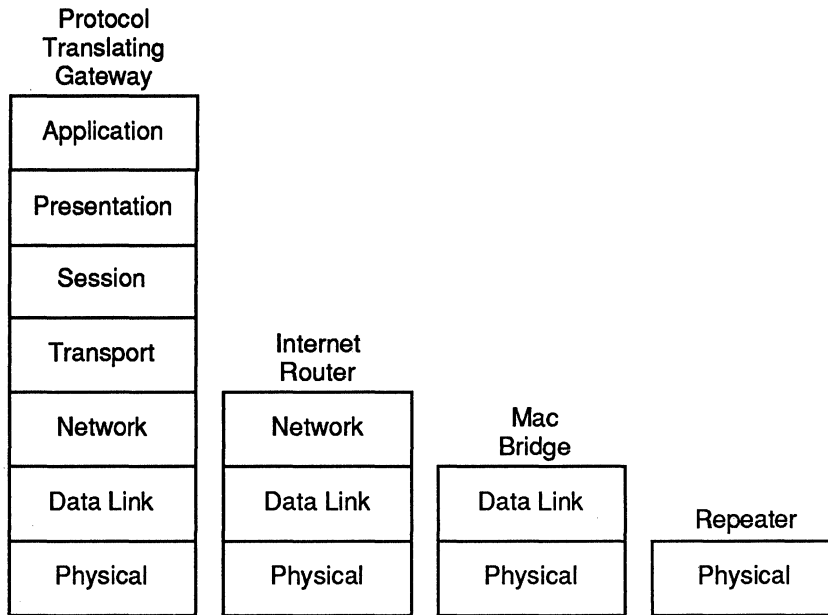 Protocol
Translating
Gateway
Application
Presentation
Session
Transport
Network
Data Link
Physical
Internet
Router
Network
Data Link
Physical
Mac
Bridge
Data Link
Physical
Repeater
Physical